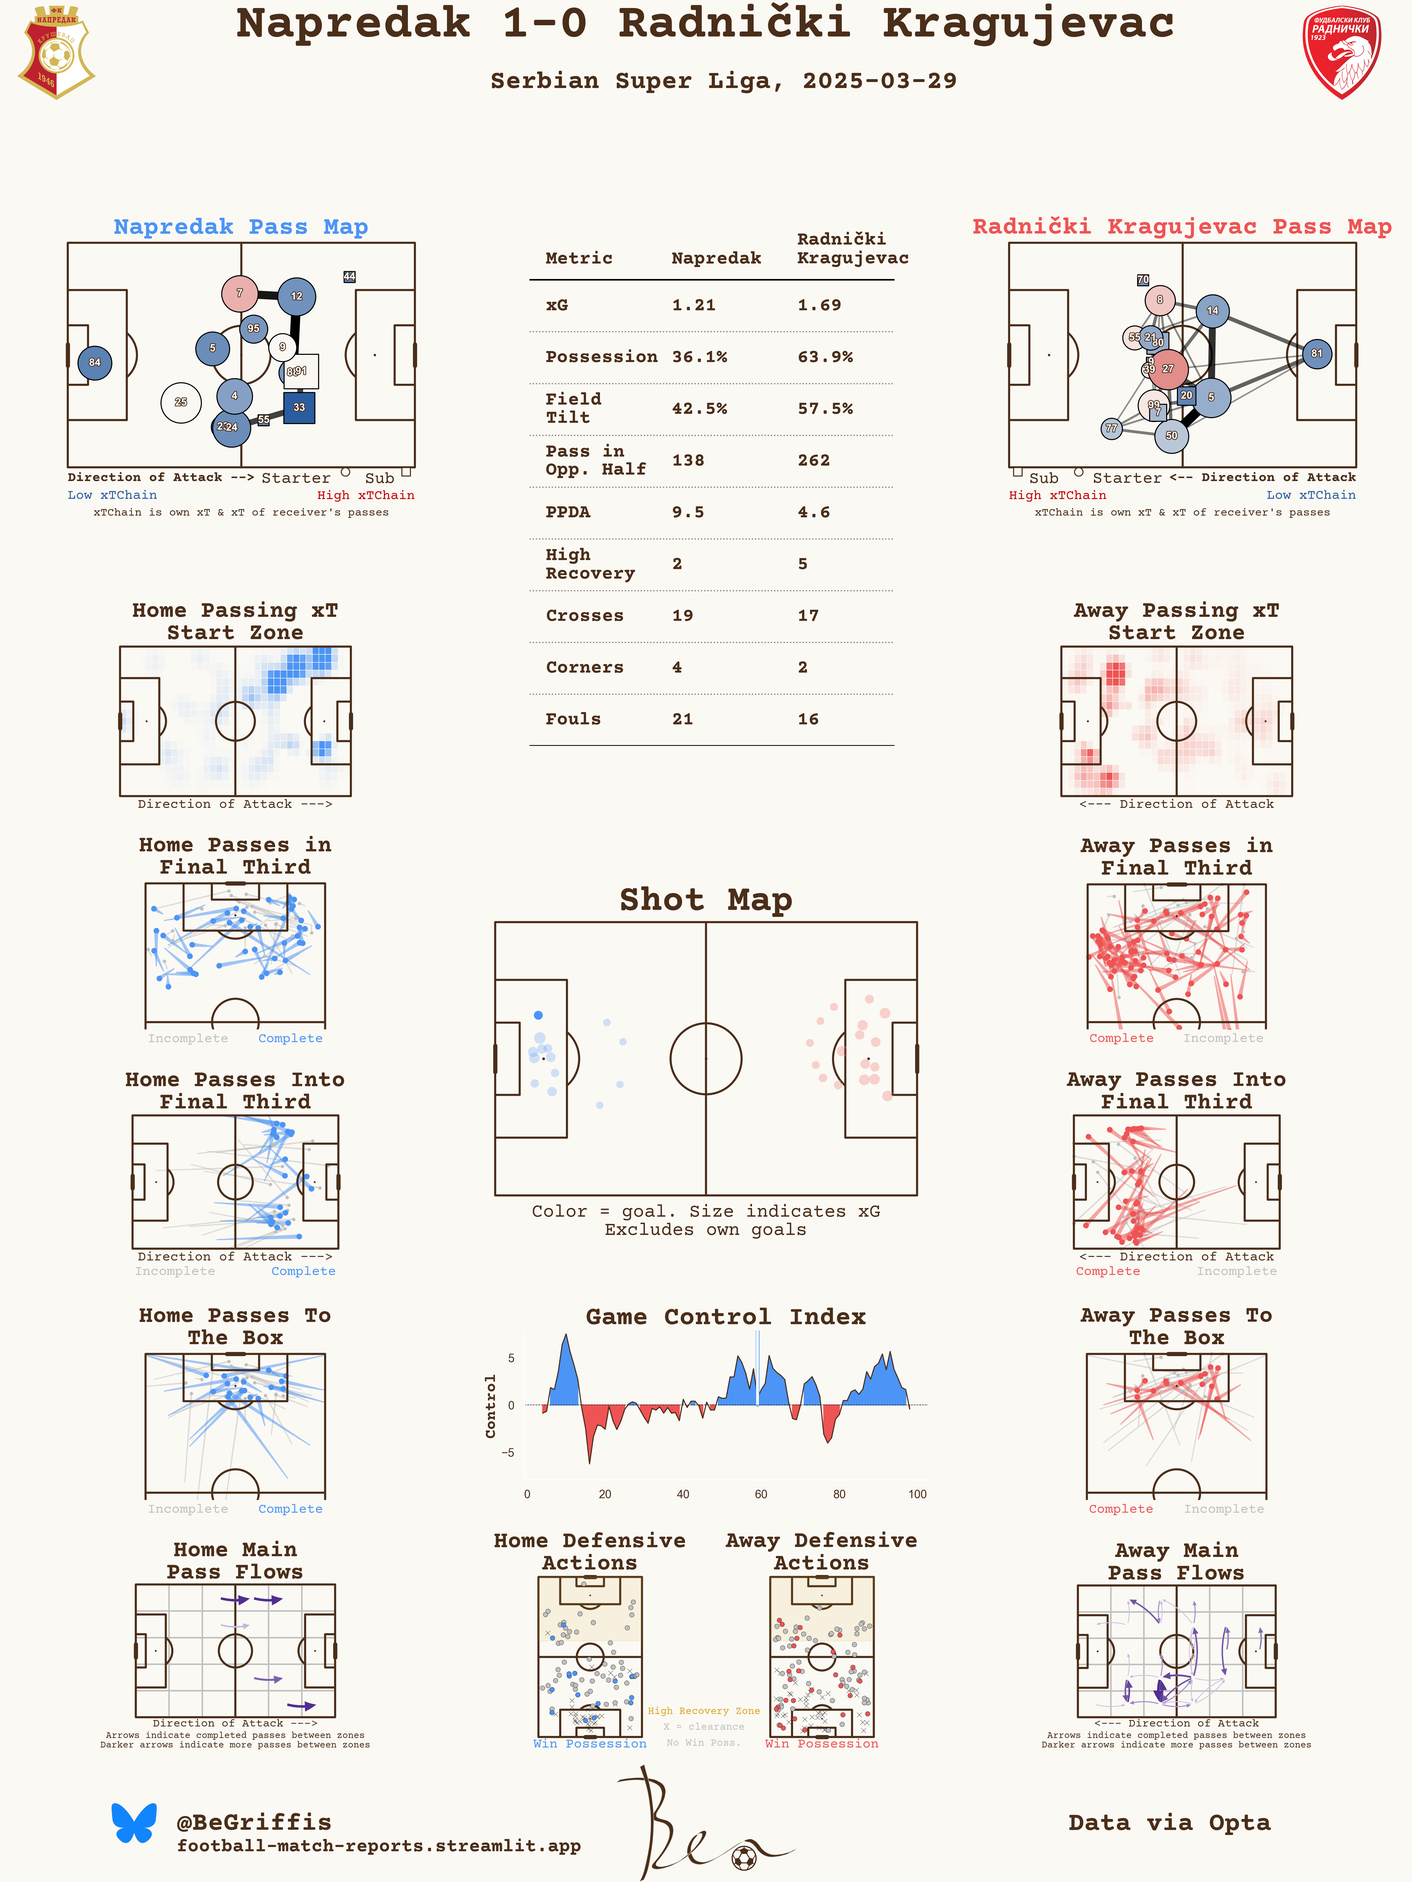 Napredak 1-0 Radnički Kragujevac
Serbian Super Liga, 2025-03-29
ФК
НАПРЕДАК
КРУШЕВАЦ
1946
ФУДБАЛСКИ КЛУБ
РАДНИЧКИ
1923
Napredak Pass Map
7
12
44
95
5
9
84
91
25
4
33
55
24
Direction of Attack --> Starter Sub
Low xTChain High xTChain
xTChain is own xT & xT of receiver's passes
Metric Napredak Radnički Kragujevac
xG 1.21 1.69
Possession 36.1% 63.9%
Field Tilt 42.5% 57.5%
Pass in Opp. Half 138 262
PPDA 9.5 4.6
High Recovery 2 5
Crosses 19 17
Corners 4 2
Fouls 21 16
Radnički Kragujevac Pass Map
70
8
14
55
21
80
81
39
27
20
5
99
7
77
50
Sub Starter <-- Direction of Attack
High xTChain Low xTChain
xTChain is own xT & xT of receiver's passes
Home Passing xT
Start Zone
Direction of Attack --->
Away Passing xT
Start Zone
<--- Direction of Attack
Home Passes in
Final Third
Incomplete Complete
Shot Map
Color = goal. Size indicates xG
Excludes own goals
Away Passes in
Final Third
Complete Incomplete
Home Passes Into
Final Third
Direction of Attack --->
Incomplete Complete
Away Passes Into
Final Third
<--- Direction of Attack
Complete Incomplete
Home Passes To
The Box
Incomplete Complete
Game Control Index
Control
5
0
−5
0 20 40 60 80 100
Away Passes To
The Box
Complete Incomplete
Home Main
Pass Flows
Direction of Attack --->
Arrows indicate completed passes between zones
Darker arrows indicate more passes between zones
Home Defensive
Actions
Win Possession
High Recovery Zone
X = clearance
No Win Poss.
Away Defensive
Actions
Win Possession
Away Main
Pass Flows
<--- Direction of Attack
Arrows indicate completed passes between zones
Darker arrows indicate more passes between zones
@BeGriffis
football-match-reports.streamlit.app
Ben
Data via Opta